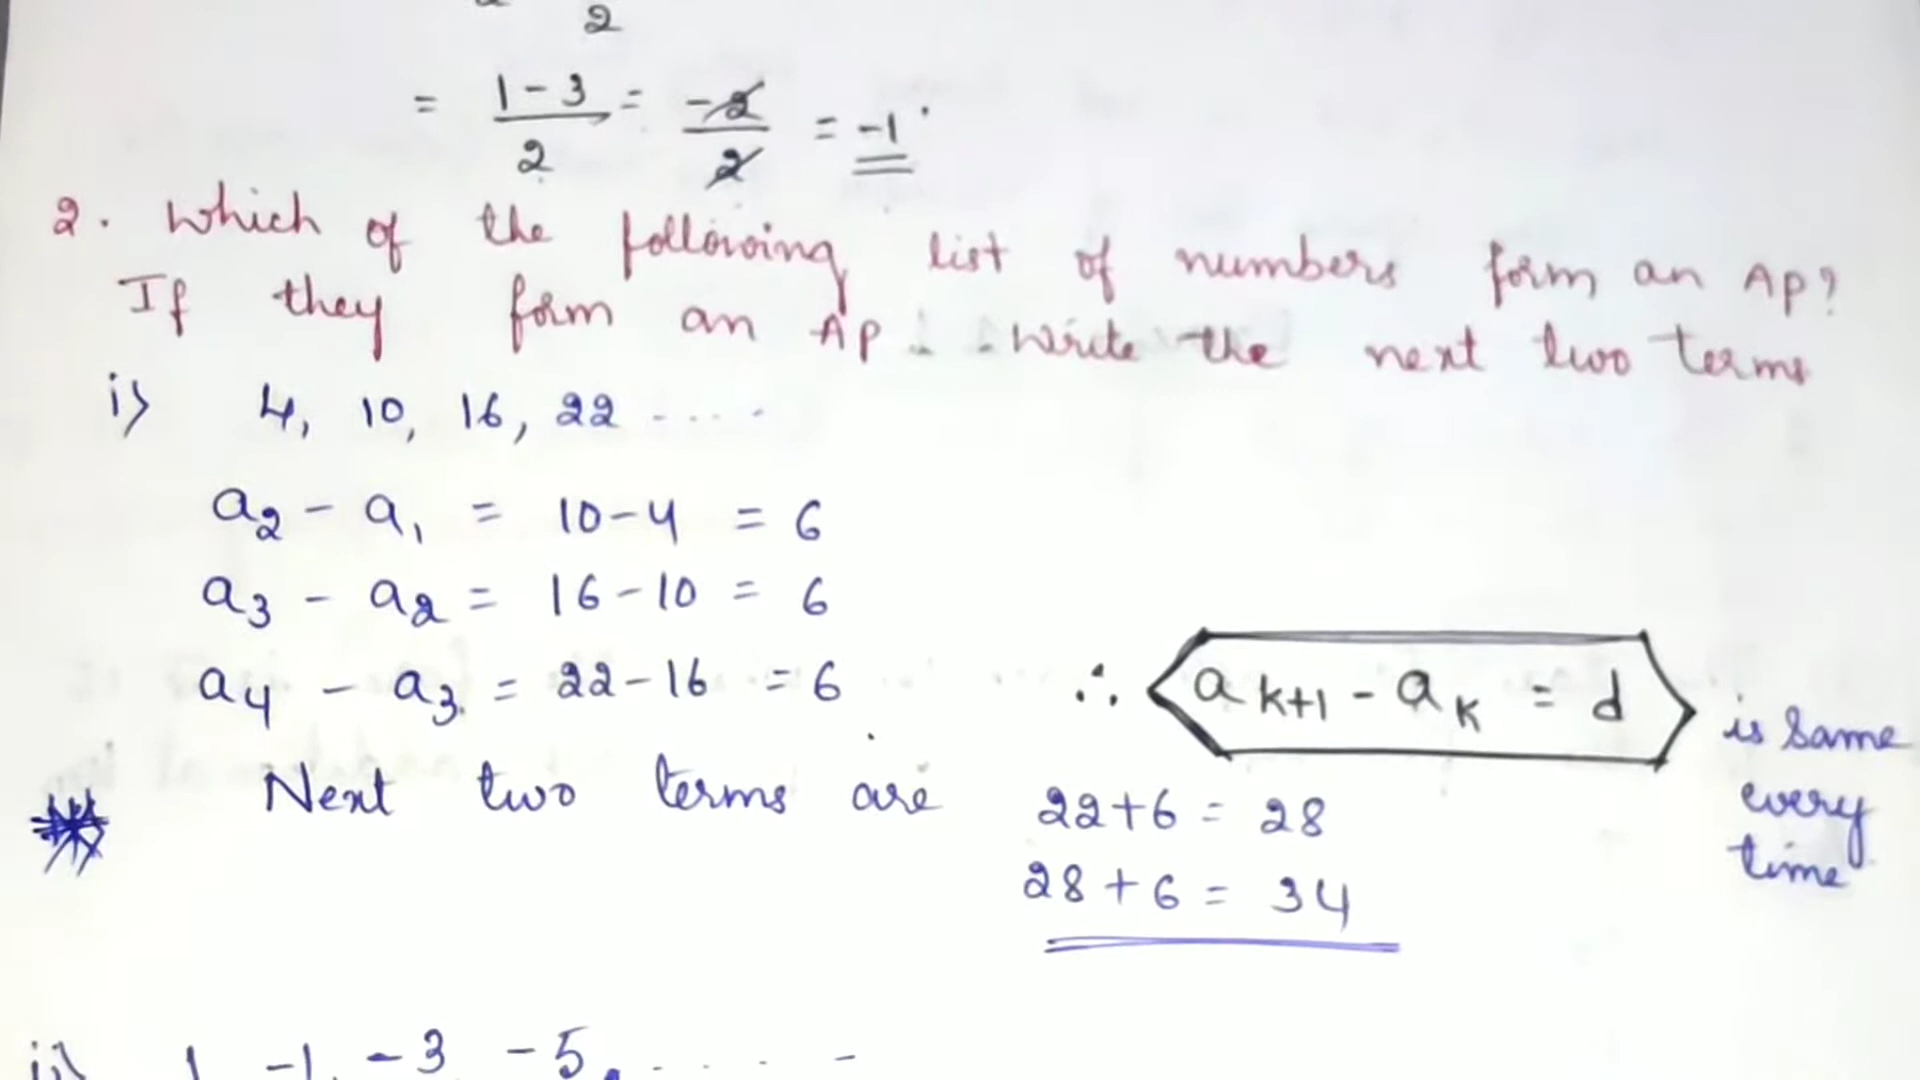 2
= 1 - 3 / 2 = -2 / 2 = -1
2. Which of the following list of numbers form an AP?
If they form an AP write the next two terms
i) 4, 10, 16, 22 ....
a2 - a1 = 10 - 4 = 6
a3 - a2 = 16 - 10 = 6
a4 - a3 = 22 - 16 = 6
∴ ak+1 - ak = d is same every time
Next two terms are 22 + 6 = 28
28 + 6 = 34
ii) 1 -1, -3 -5, ....